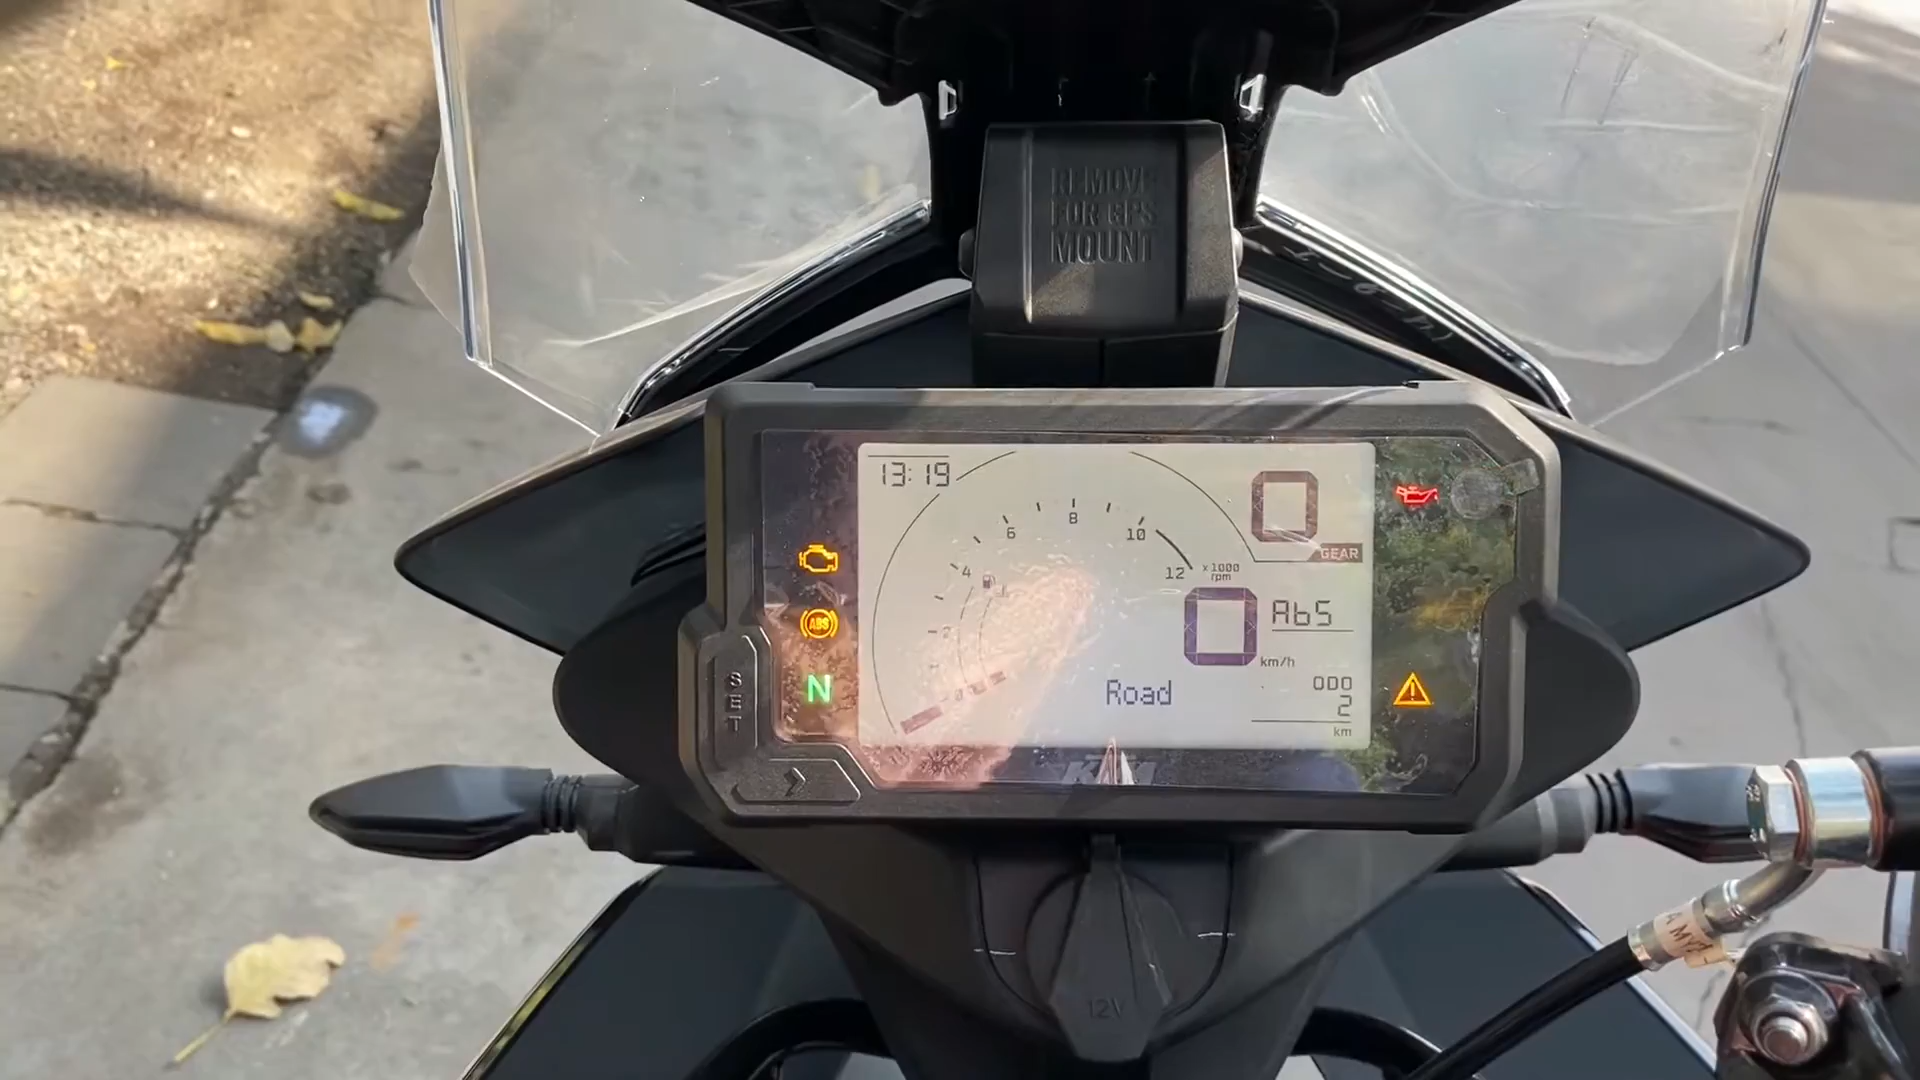 REMOVE
FOR GPS
MOUNT
13:19
0
GEAR
2
4
6
8
10
12
x1000
rpm
ABS
0
AbS
km/h
N
Road
ODO
2
km
SET
KTM
12V